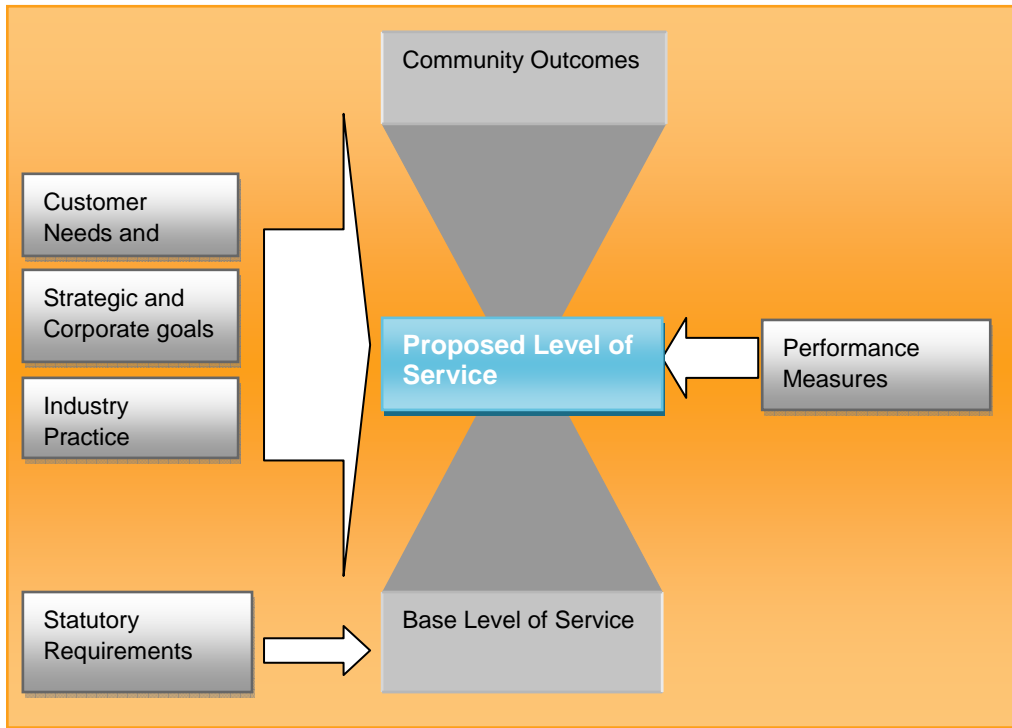 Community Outcomes
Customer
Needs and
Strategic and
Corporate goals
Industry
Practice
Proposed Level of
Service
Performance
Measures
Statutory
Requirements
Base Level of Service